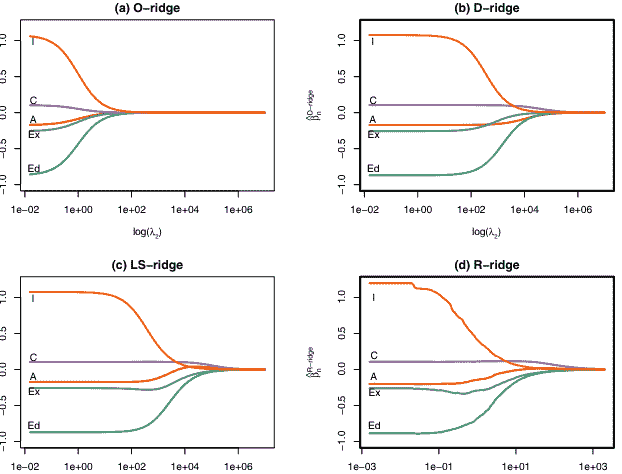 (a) O-ridge
(b) D-ridge
1.0
0.5
0.0
-0.5
-1.0
I
C
A
Ex
Ed
1e-02 1e+00 1e+02 1e+04 1e+06
log(λ₂)
β̂ₙᴰ⁻ʳⁱᵈᵍᵉ
1.0
0.5
0.0
-0.5
-1.0
I
C
A
Ex
Ed
1e-02 1e+00 1e+02 1e+04 1e+06
log(λ₂)
(c) LS-ridge
(d) R-ridge
1.0
0.5
0.0
-0.5
-1.0
I
C
A
Ex
Ed
1e-02 1e+00 1e+02 1e+04 1e+06
β̂ₙᴿ⁻ʳⁱᵈᵍᵉ
1.0
0.5
0.0
-0.5
-1.0
I
C
A
Ex
Ed
1e-03 1e-01 1e+01 1e+03